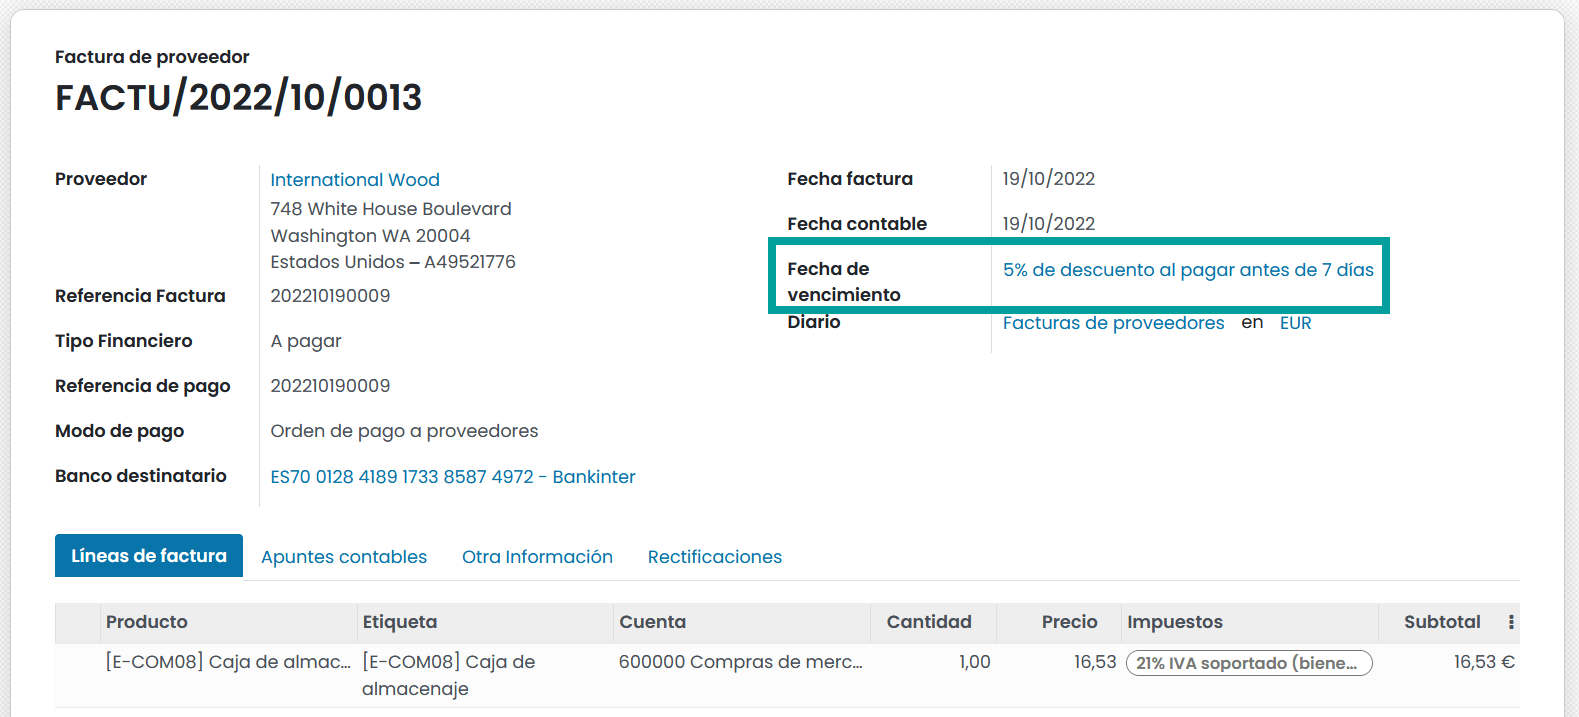 Factura de proveedor
FACTU/2022/10/0013
Proveedor
International Wood
748 White House Boulevard
Washington WA 20004
Estados Unidos – A49521776
Referencia Factura
202210190009
Tipo Financiero
A pagar
Referencia de pago
202210190009
Modo de pago
Orden de pago a proveedores
Banco destinatario
ES70 0128 4189 1733 8587 4972 - Bankinter
Fecha factura
19/10/2022
Fecha contable
19/10/2022
Fecha de
vencimiento
5% de descuento al pagar antes de 7 días
Diario
Facturas de proveedores en EUR
Líneas de factura Apuntes contables Otra Información Rectificaciones
Producto Etiqueta Cuenta Cantidad Precio Impuestos Subtotal
[E-COM08] Caja de almac... [E-COM08] Caja de 600000 Compras de merc... 1,00 16,53 21% IVA soportado (biene... 16,53 €
almacenaje